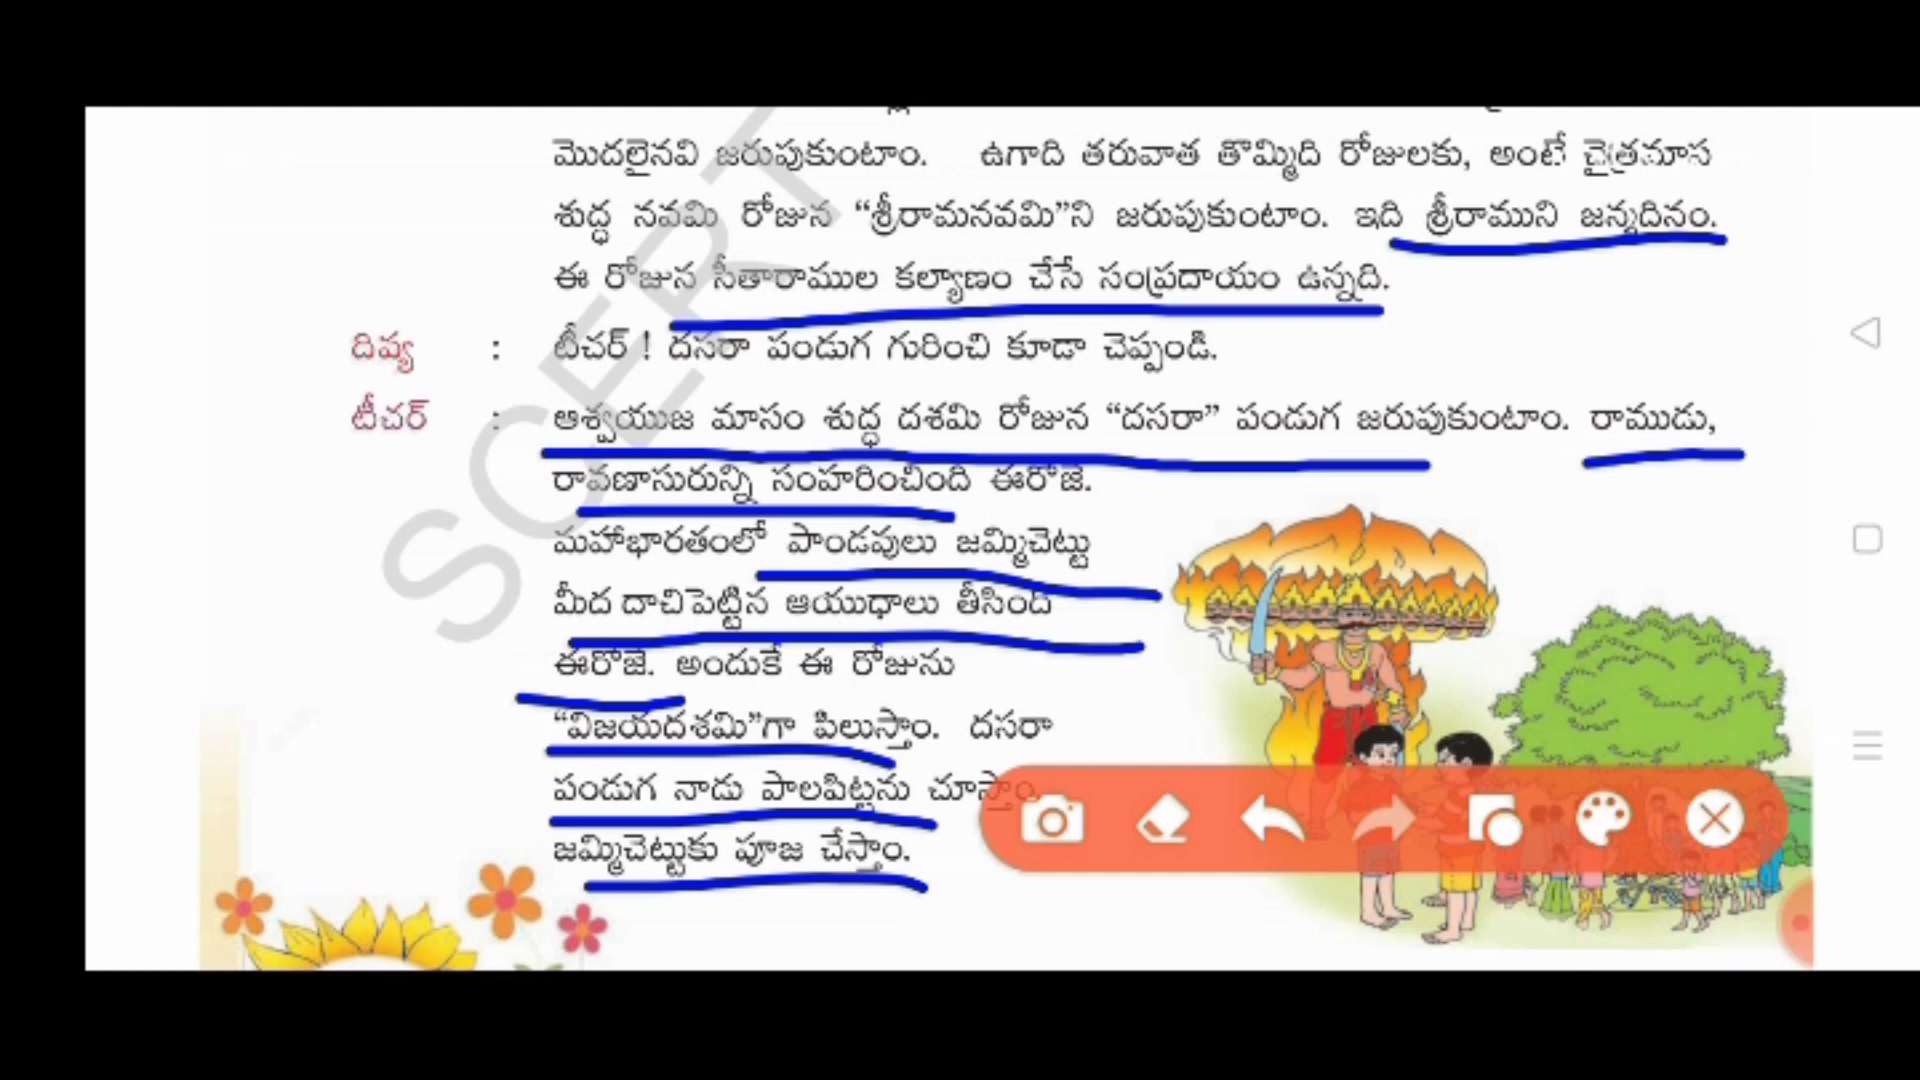 మొదలైనవి జరుపుకుంటాం. ఉగాది తరువాత తొమ్మిది రోజులకు, అంటే చైత్రమాస
శుద్ధ నవమి రోజున “శ్రీరామనవమి”ని జరుపుకుంటాం. ఇది శ్రీరాముని జన్మదినం.
ఈ రోజున సీతారాముల కల్యాణం చేసే సంప్రదాయం ఉన్నది.
దివ్య : టీచర్ ! దసరా పండుగ గురించి కూడా చెప్పండి.
టీచర్ : ఆశ్వయుజ మాసం శుద్ధ దశమి రోజున “దసరా” పండుగ జరుపుకుంటాం. రాముడు,
రావణాసురున్ని సంహరించింది ఈరోజే.
మహాభారతంలో పాండవులు జమ్మిచెట్టు
మీద దాచిపెట్టిన ఆయుధాలు తీసింది
ఈరోజే. అందుకే ఈ రోజును
“విజయదశమి”గా పిలుస్తాం. దసరా
పండుగ నాడు పాలపిట్టను చూస్తాం.
జమ్మిచెట్టుకు పూజ చేస్తాం.
SCERT